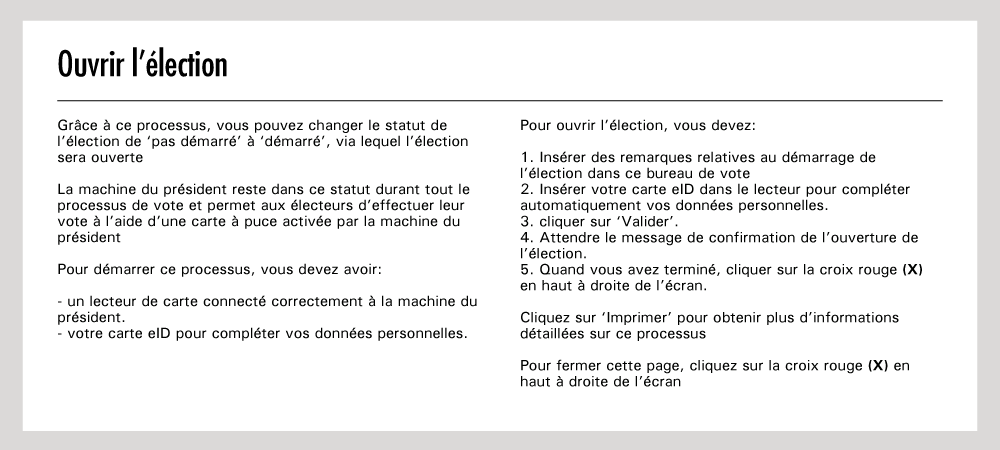 Ouvrir l’élection
Grâce à ce processus, vous pouvez changer le statut de
l’élection de ‘pas démarré’ à ‘démarré’, via lequel l’élection
sera ouverte
La machine du président reste dans ce statut durant tout le
processus de vote et permet aux électeurs d’effectuer leur
vote à l’aide d’une carte à puce activée par la machine du
président
Pour démarrer ce processus, vous devez avoir:
- un lecteur de carte connecté correctement à la machine du
président.
- votre carte eID pour compléter vos données personnelles.
Pour ouvrir l’élection, vous devez:
1. Insérer des remarques relatives au démarrage de
l’élection dans ce bureau de vote
2. Insérer votre carte eID dans le lecteur pour compléter
automatiquement vos données personnelles.
3. cliquer sur ‘Valider’.
4. Attendre le message de confirmation de l’ouverture de
l’élection.
5. Quand vous avez terminé, cliquer sur la croix rouge (X)
en haut à droite de l’écran.
Cliquez sur ‘Imprimer’ pour obtenir plus d’informations
détaillées sur ce processus
Pour fermer cette page, cliquez sur la croix rouge (X) en
haut à droite de l’écran